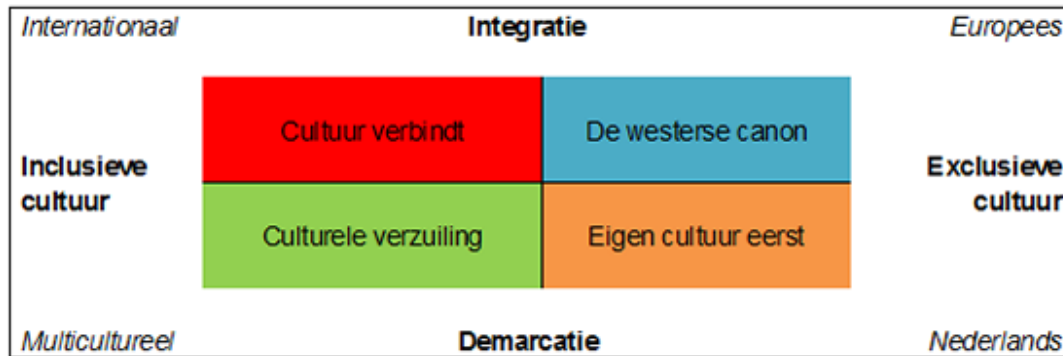 Internationaal Integratie Europees
Cultuur verbindt De westerse canon
Inclusieve cultuur Exclusieve cultuur
Culturele verzuiling Eigen cultuur eerst
Multicultureel Demarcatie Nederlands